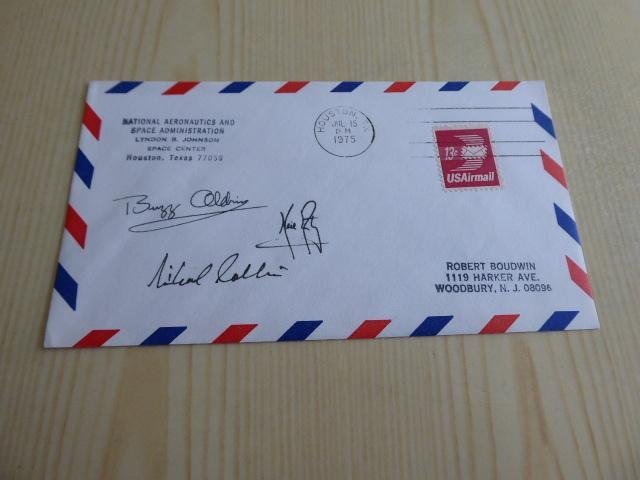 NATIONAL AERONAUTICS AND
SPACE ADMINISTRATION
LYNDON B. JOHNSON
SPACE CENTER
Houston, Texas 77058
HOUSTON, TX
JUL 15
PM
1975
13c
USAirmail
Buzz Aldrin
Michael Collins
ROBERT BOUDWIN
1119 HARKER AVE.
WOODBURY, N. J. 08096